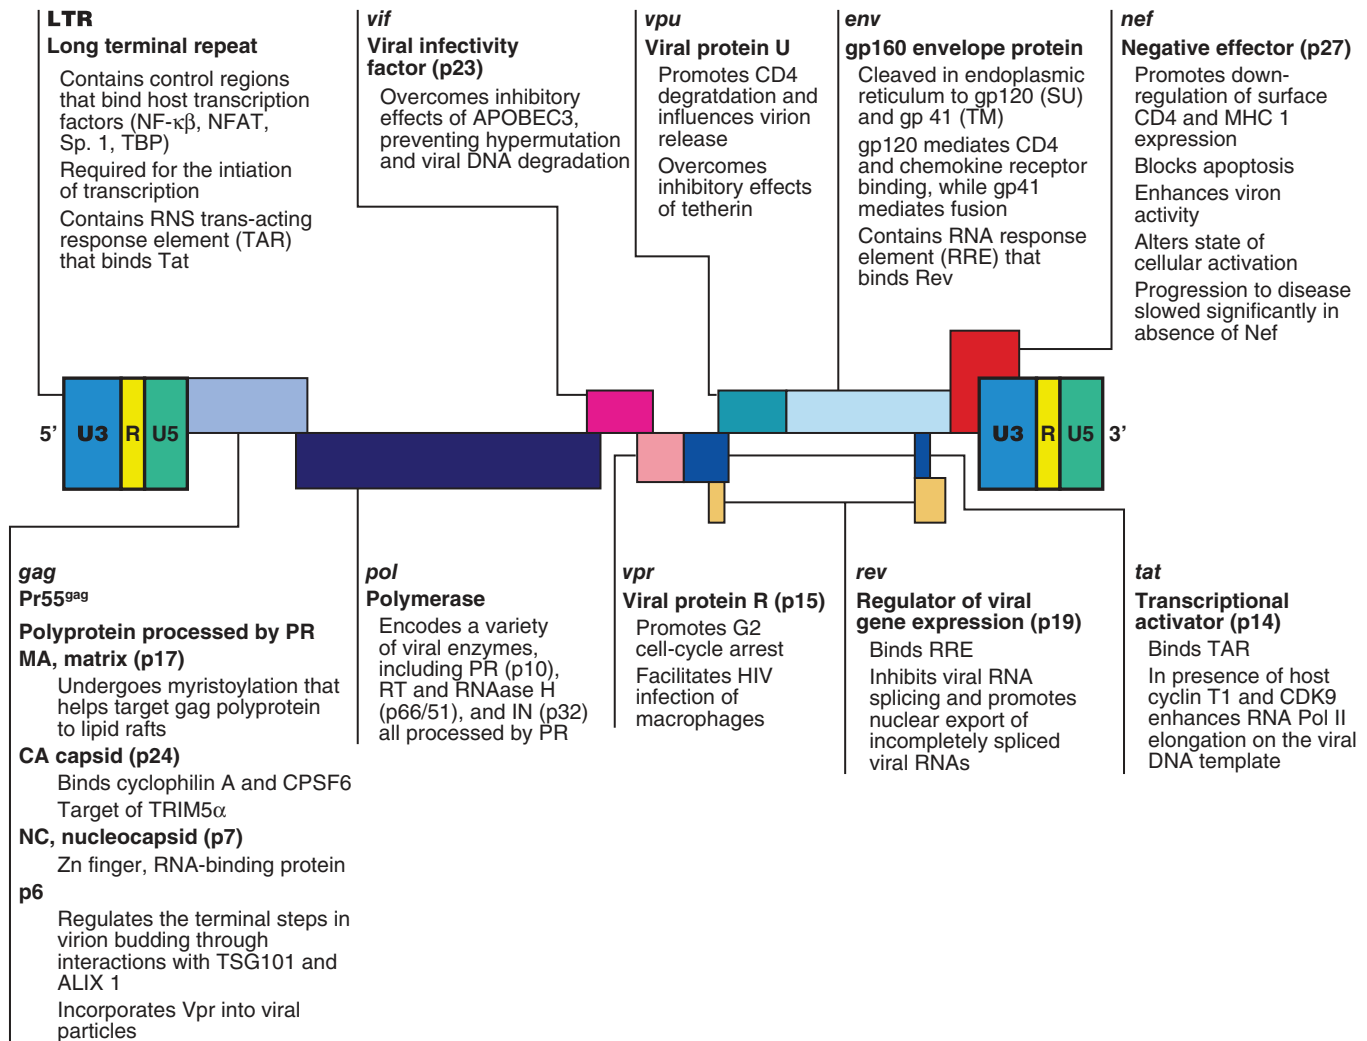 LTR
Long terminal repeat
Contains control regions
that bind host transcription
factors (NF-κβ, NFAT,
Sp. 1, TBP)
Required for the intiation
of transcription
Contains RNS trans-acting
response element (TAR)
that binds Tat
vif
Viral infectivity
factor (p23)
Overcomes inhibitory
effects of APOBEC3,
preventing hypermutation
and viral DNA degradation
vpu
Viral protein U
Promotes CD4
degratdation and
influences virion
release
Overcomes
inhibitory effects
of tetherin
env
gp160 envelope protein
Cleaved in endoplasmic
reticulum to gp120 (SU)
and gp 41 (TM)
gp120 mediates CD4
and chemokine receptor
binding, while gp41
mediates fusion
Contains RNA response
element (RRE) that
binds Rev
nef
Negative effector (p27)
Promotes down-
regulation of surface
CD4 and MHC 1
expression
Blocks apoptosis
Enhances viron
activity
Alters state of
cellular activation
Progression to disease
slowed significantly in
absence of Nef
5’ U3 R U5 U3 R U5 3’
gag
Pr55gag
Polyprotein processed by PR
MA, matrix (p17)
Undergoes myristoylation that
helps target gag polyprotein
to lipid rafts
CA capsid (p24)
Binds cyclophilin A and CPSF6
Target of TRIM5α
NC, nucleocapsid (p7)
Zn finger, RNA-binding protein
p6
Regulates the terminal steps in
virion budding through
interactions with TSG101 and
ALIX 1
Incorporates Vpr into viral
particles
pol
Polymerase
Encodes a variety
of viral enzymes,
including PR (p10),
RT and RNAase H
(p66/51), and IN (p32)
all processed by PR
vpr
Viral protein R (p15)
Promotes G2
cell-cycle arrest
Facilitates HIV
infection of
macrophages
rev
Regulator of viral
gene expression (p19)
Binds RRE
Inhibits viral RNA
splicing and promotes
nuclear export of
incompletely spliced
viral RNAs
tat
Transcriptional
activator (p14)
Binds TAR
In presence of host
cyclin T1 and CDK9
enhances RNA Pol II
elongation on the viral
DNA template